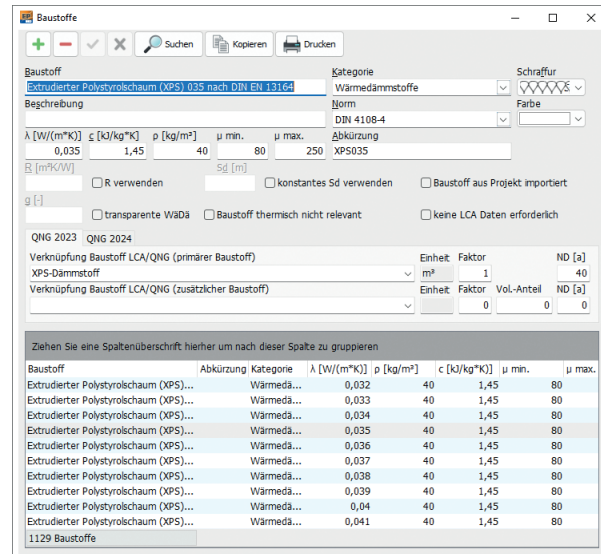 Baustoffe
Suchen Kopieren Drucken
Baustoff Kategorie Schraffur
Extrudierter Polystyrolschaum (XPS) 035 nach DIN EN 13164 Wärmedämmstoffe
Beschreibung Norm Farbe
DIN 4108-4
λ [W/(m*K)] c [kJ/kg*K] ρ [kg/m³] µ min. µ max. Abkürzung
0,035 1,45 40 80 250 XPS035
R [m²K/W] Sd [m]
R verwenden konstantes Sd verwenden Baustoff aus Projekt importiert
g [-]
transparente WäDä Baustoff thermisch nicht relevant keine LCA Daten erforderlich
QNG 2023 QNG 2024
Verknüpfung Baustoff LCA/QNG (primärer Baustoff) Einheit Faktor ND [a]
XPS-Dämmstoff m³ 1 40
Verknüpfung Baustoff LCA/QNG (zusätzlicher Baustoff) Einheit Faktor Vol.-Anteil ND [a]
0 0 0
Ziehen Sie eine Spaltenüberschrift hierher um nach dieser Spalte zu gruppieren
Baustoff Abkürzung Kategorie λ [W/(m*K)] ρ [kg/m³] c [kJ/kg*K)] µ min. µ max.
Extrudierter Polystyrolschaum (XPS)... Wärmedä... 0,032 40 1,45 80
Extrudierter Polystyrolschaum (XPS)... Wärmedä... 0,033 40 1,45 80
Extrudierter Polystyrolschaum (XPS)... Wärmedä... 0,034 40 1,45 80
Extrudierter Polystyrolschaum (XPS)... Wärmedä... 0,035 40 1,45 80
Extrudierter Polystyrolschaum (XPS)... Wärmedä... 0,036 40 1,45 80
Extrudierter Polystyrolschaum (XPS)... Wärmedä... 0,037 40 1,45 80
Extrudierter Polystyrolschaum (XPS)... Wärmedä... 0,038 40 1,45 80
Extrudierter Polystyrolschaum (XPS)... Wärmedä... 0,039 40 1,45 80
Extrudierter Polystyrolschaum (XPS)... Wärmedä... 0,04 40 1,45 80
Extrudierter Polystyrolschaum (XPS)... Wärmedä... 0,041 40 1,45 80
1129 Baustoffe